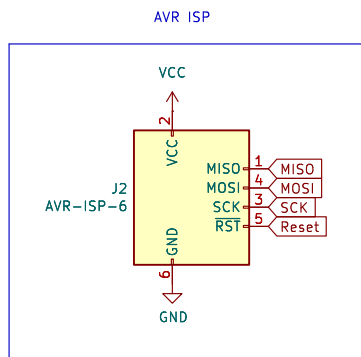 AVR ISP
VCC
2
VCC
MISO 1 MISO
MOSI 4 MOSI
J2
SCK 3 SCK
AVR-ISP-6
RST 5 Reset
GND
6
GND